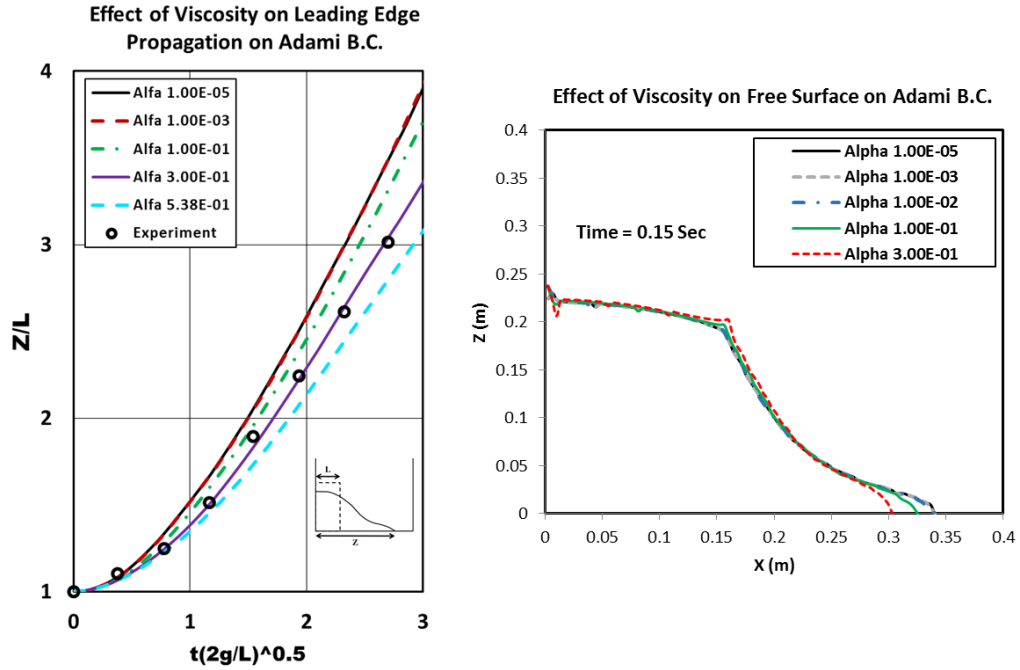 Effect of Viscosity on Leading Edge
Propagation on Adami B.C.
4
3
2
1
Z/L
Alfa 1.00E-05
Alfa 1.00E-03
Alfa 1.00E-01
Alfa 3.00E-01
Alfa 5.38E-01
Experiment
L
Z
0 1 2 3
t(2g/L)^0.5
Effect of Viscosity on Free Surface on Adami B.C.
0.4
0.35
0.3
0.25
0.2
0.15
0.1
0.05
0
Z (m)
Alpha 1.00E-05
Alpha 1.00E-03
Alpha 1.00E-02
Alpha 1.00E-01
Alpha 3.00E-01
Time = 0.15 Sec
0 0.05 0.1 0.15 0.2 0.25 0.3 0.35 0.4
X (m)